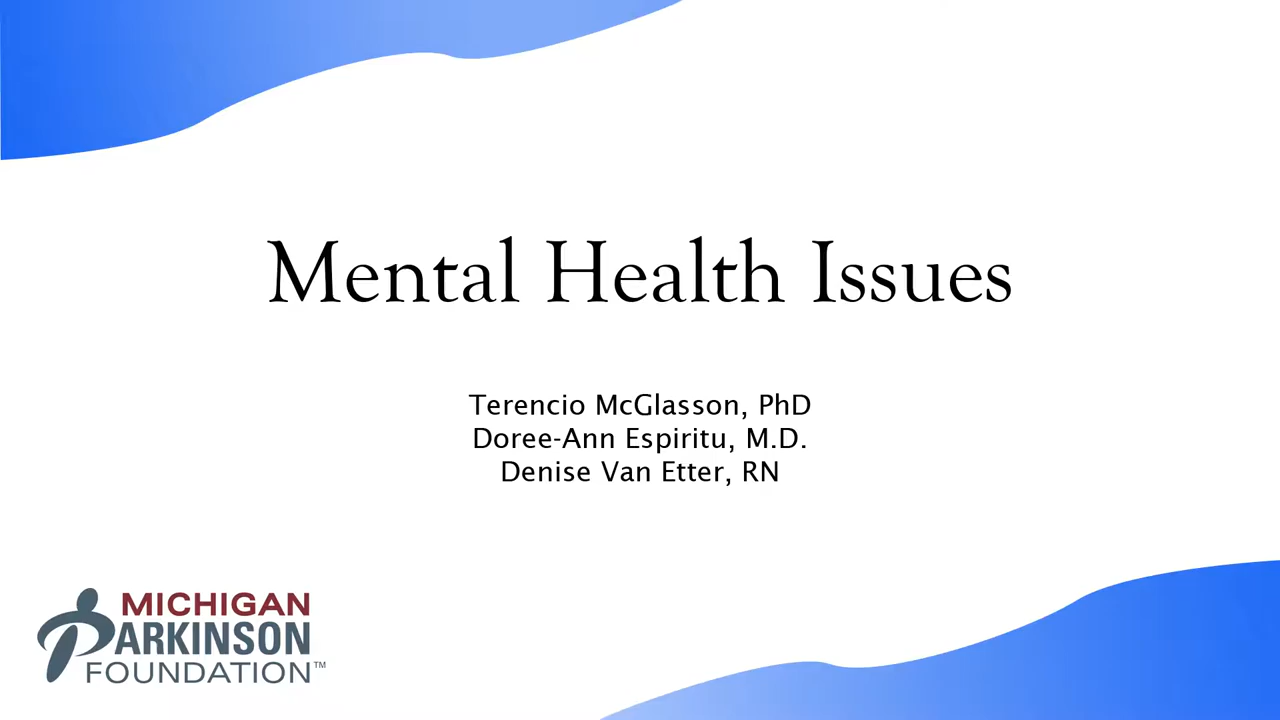 Mental Health Issues
Terencio McGlasson, PhD
Doree-Ann Espiritu, M.D.
Denise Van Etter, RN
MICHIGAN
PARKINSON
FOUNDATION™